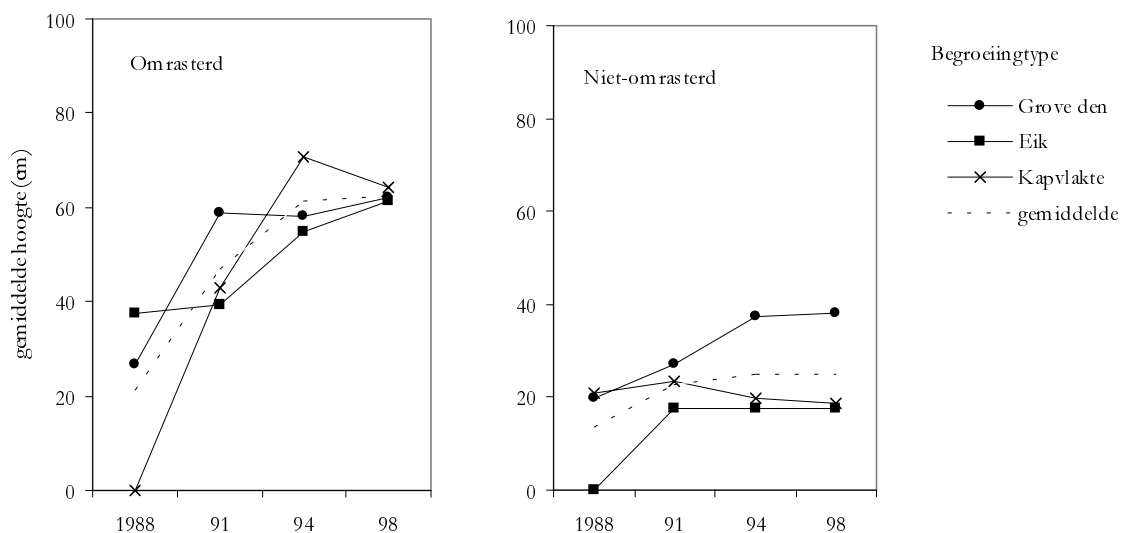 gemiddelde hoogte (cm)
Omrasterd
100
80
60
40
20
0
1988 91 94 98
Niet-omrasterd
100
80
60
40
20
0
1988 91 94 98
Begroeiingtype
Grove den
Eik
Kapvlakte
gemiddelde